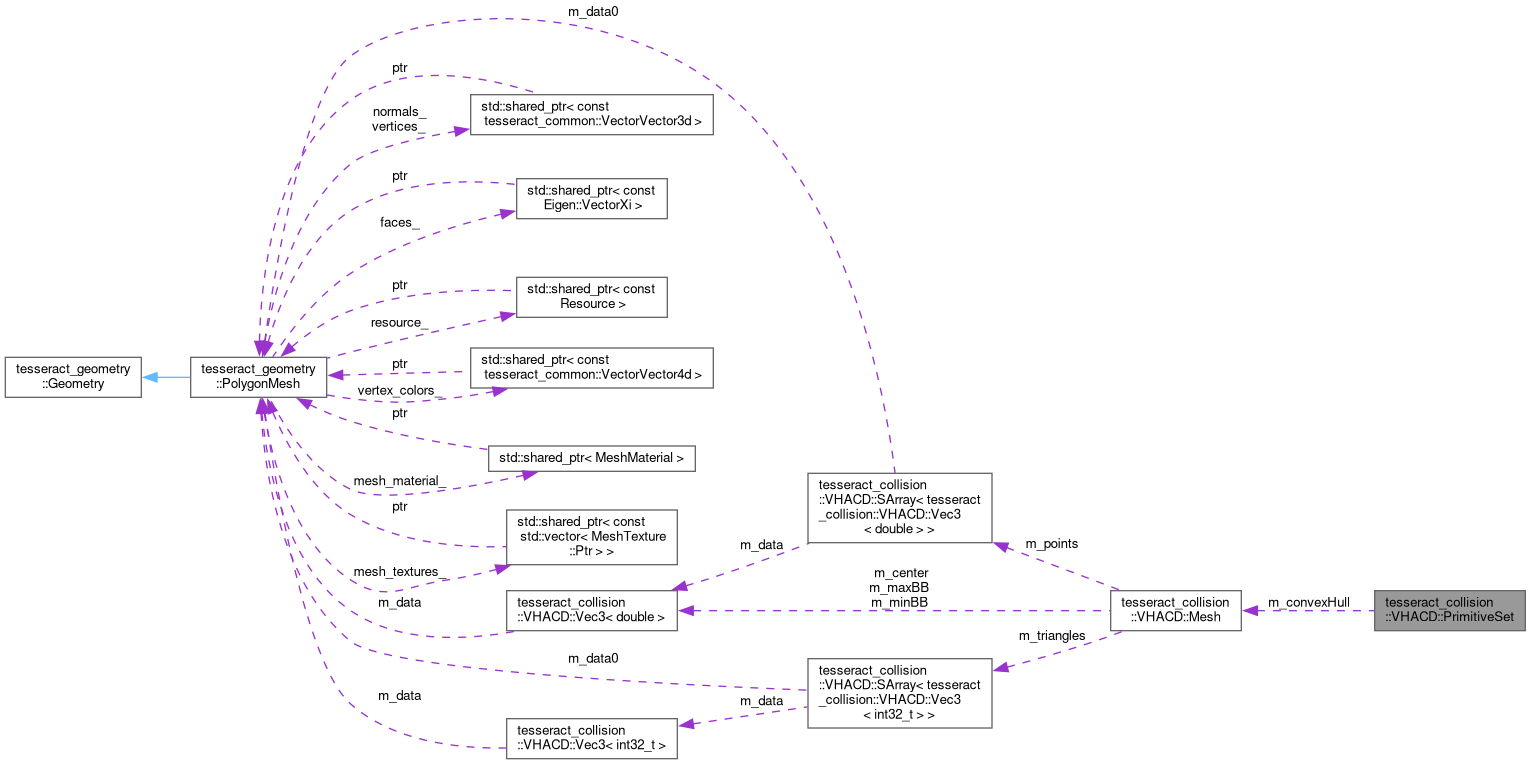 m_data0
ptr
std::shared_ptr< const
tesseract_common::VectorVector3d >
normals_
vertices_
ptr
std::shared_ptr< const
Eigen::VectorXi >
faces_
ptr
std::shared_ptr< const
Resource >
resource_
tesseract_geometry
::Geometry
tesseract_geometry
::PolygonMesh
ptr
std::shared_ptr< const
tesseract_common::VectorVector4d >
vertex_colors_
ptr
std::shared_ptr< MeshMaterial >
mesh_material_
ptr
std::shared_ptr< const
std::vector< MeshTexture
::Ptr > >
mesh_textures_
m_data
tesseract_collision
::VHACD::Vec3< double >
tesseract_collision
::VHACD::SArray< tesseract
_collision::VHACD::Vec3
< double > >
m_data
m_points
m_center
m_maxBB
m_minBB
tesseract_collision
::VHACD::Mesh
m_convexHull
tesseract_collision
::VHACD::PrimitiveSet
m_triangles
m_data0
tesseract_collision
::VHACD::SArray< tesseract
_collision::VHACD::Vec3
< int32_t > >
m_data
m_data
tesseract_collision
::VHACD::Vec3< int32_t >